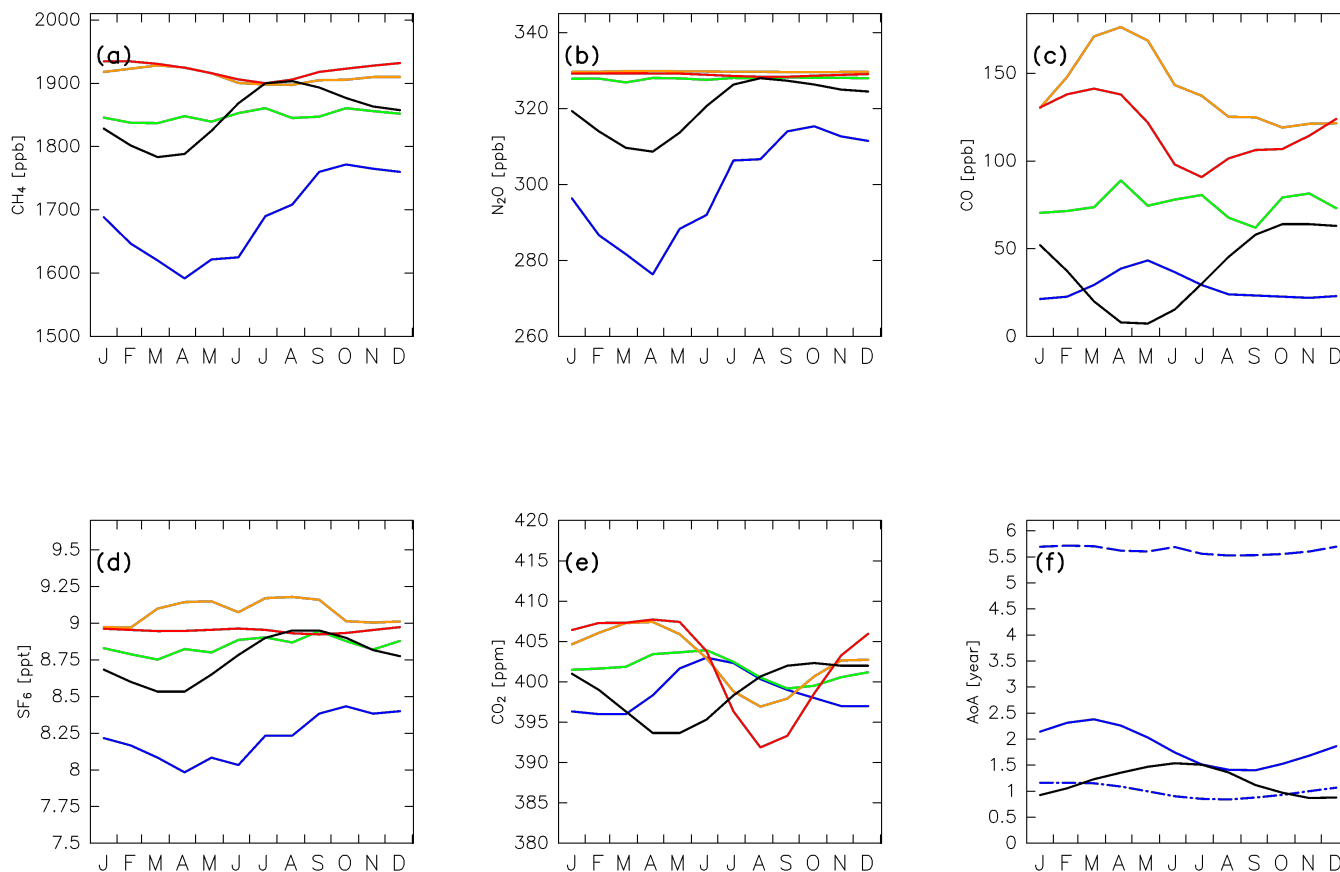 (a)
CH₄ [ppb]
2000
1900
1800
1700
1600
1500
J F M A M J J A S O N D
(b)
N₂O [ppb]
340
320
300
280
260
J F M A M J J A S O N D
(c)
CO [ppb]
150
100
50
0
J F M A M J J A S O N D
(d)
SF₆ [ppt]
9.5
9.25
9
8.75
8.5
8.25
8
7.75
7.5
J F M A M J J A S O N D
(e)
CO₂ [ppm]
420
415
410
405
400
395
390
385
380
J F M A M J J A S O N D
(f)
AoA [year]
6
5.5
5
4.5
4
3.5
3
2.5
2
1.5
1
0.5
0
J F M A M J J A S O N D